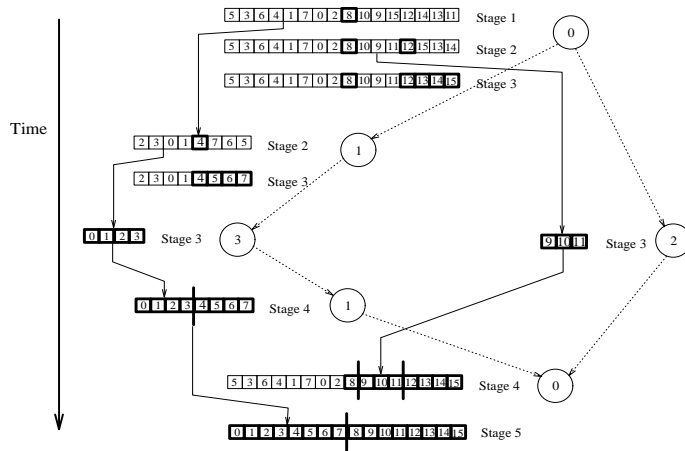 5 3 6 4 1 7 0 2 8 10 9 15 12 14 13 11 Stage 1
5 3 6 4 1 7 0 2 8 10 9 11 12 15 13 14 Stage 2
0
5 3 6 4 1 7 0 2 8 10 9 11 12 13 14 15 Stage 3
Time
2 3 0 1 4 7 6 5 Stage 2
1
2 3 0 1 4 5 6 7 Stage 3
0 1 2 3 Stage 3
3
9 10 11 Stage 3
2
0 1 2 3 4 5 6 7 Stage 4
1
5 3 6 4 1 7 0 2 8 9 10 11 12 13 14 15 Stage 4
0
0 1 2 3 4 5 6 7 8 9 10 11 12 13 14 15 Stage 5